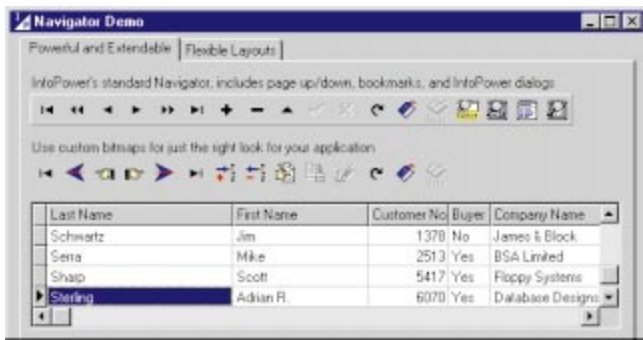 Navigator Demo
Powerful and Extendable Flexible Layouts
InfoPower's standard Navigator, includes page up/down, bookmarks, and InfoPower dialogs
Use custom bitmaps for just the right look for your application
Last Name First Name Customer No Buyer Company Name
Schwartz Jim 1378 No James & Block
Serra Mike 2513 Yes BSA Limited
Sharp Scott 5417 Yes Floppy Systems
Sterling Adrian R. 6070 Yes Database Designs